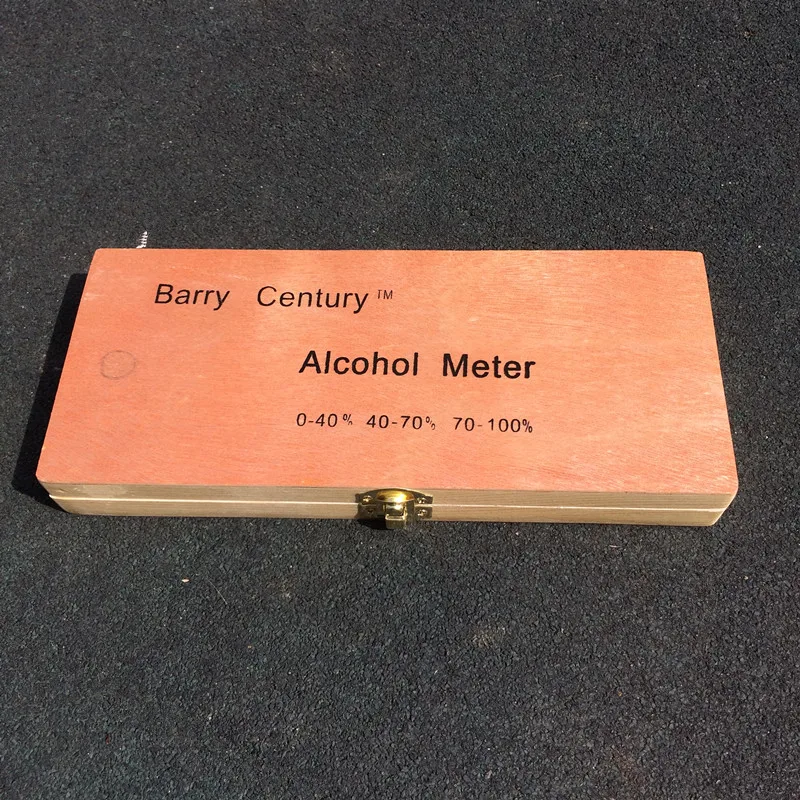 Barry Century™
Alcohol Meter
0-40% 40-70% 70-100%